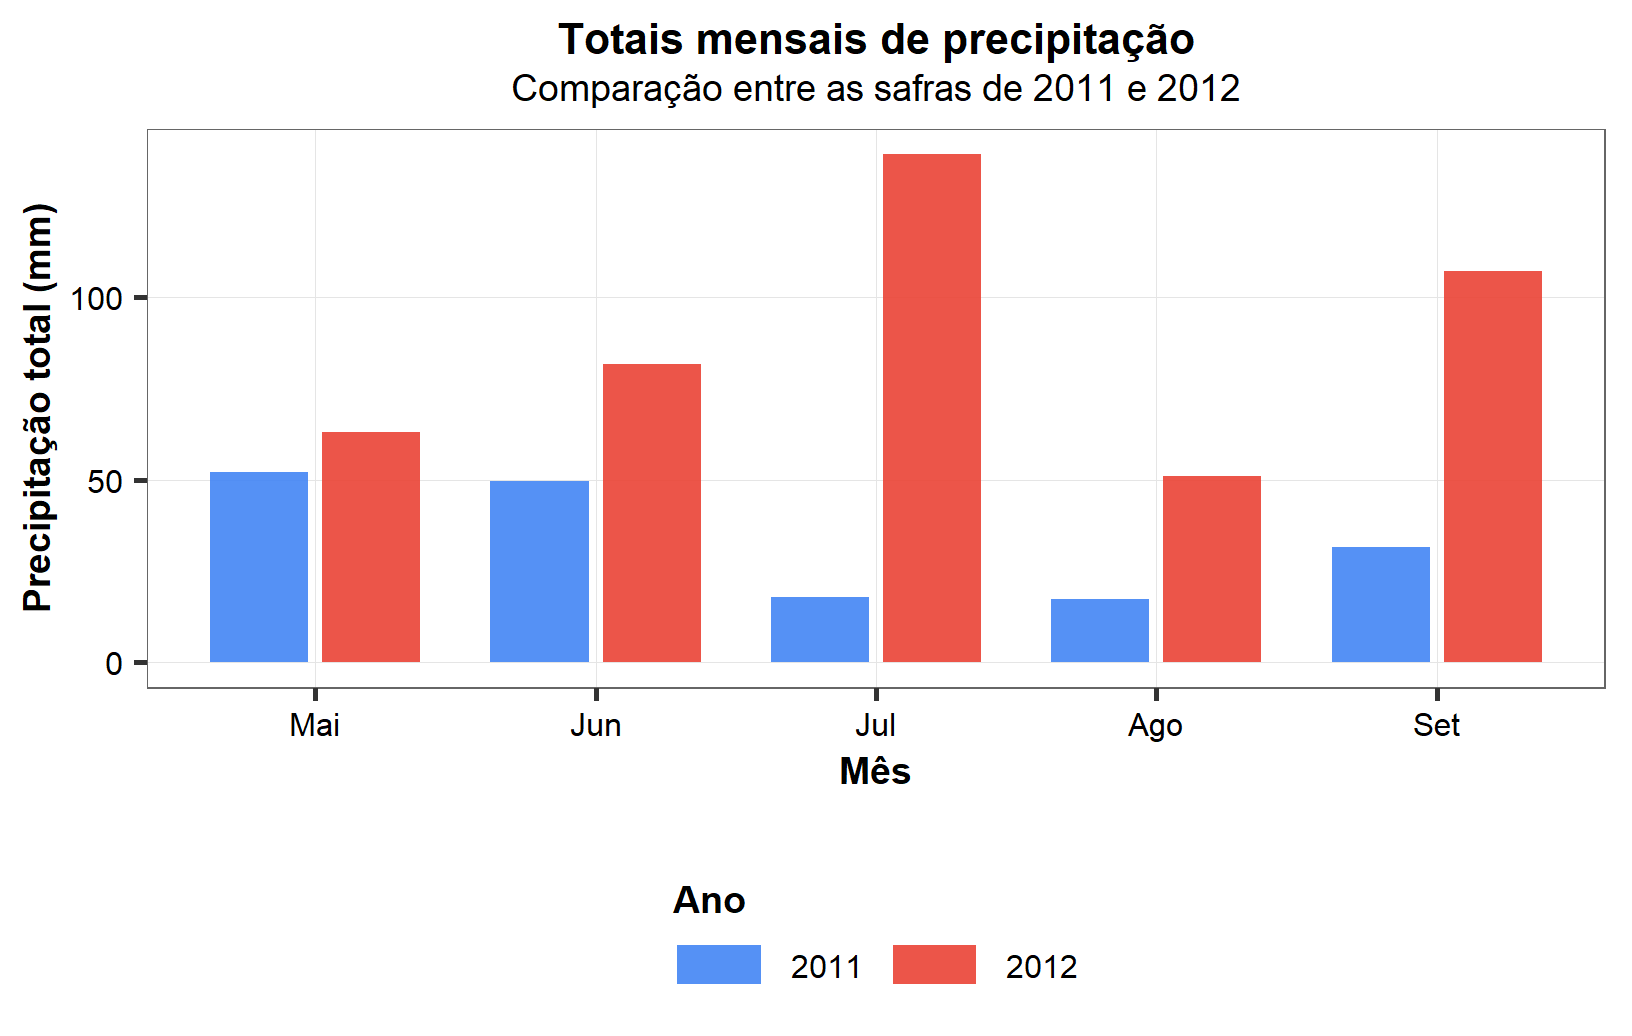 Totais mensais de precipitação
Comparação entre as safras de 2011 e 2012
Precipitação total (mm)
100
50
0
Mai
Jun
Jul
Ago
Set
Mês
Ano
2011
2012